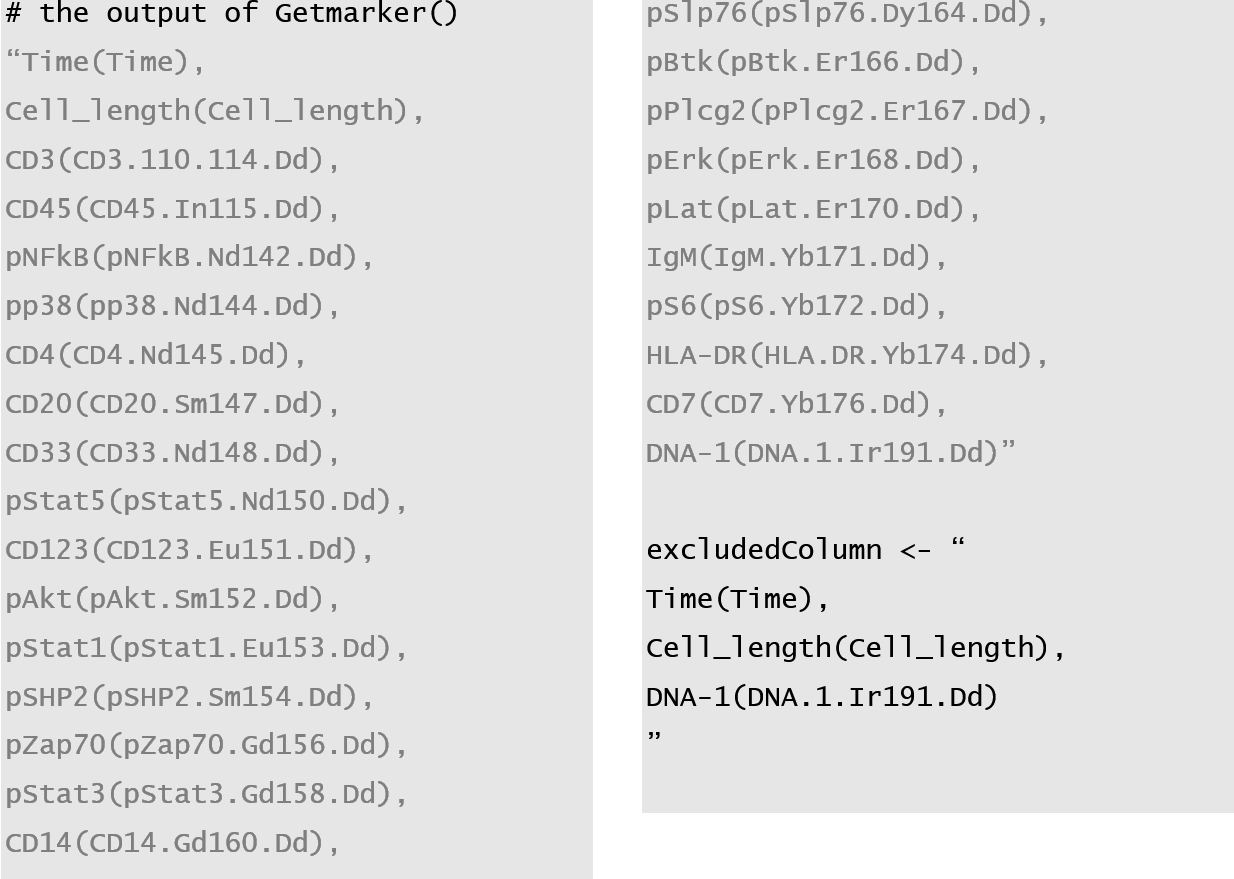 # the output of Getmarker()
“Time(Time),
Cell_length(Cell_length),
CD3(CD3.110.114.Dd),
CD45(CD45.In115.Dd),
pNFkB(pNFkB.Nd142.Dd),
pp38(pp38.Nd144.Dd),
CD4(CD4.Nd145.Dd),
CD20(CD20.Sm147.Dd),
CD33(CD33.Nd148.Dd),
pStat5(pStat5.Nd150.Dd),
CD123(CD123.Eu151.Dd),
pAkt(pAkt.Sm152.Dd),
pStat1(pStat1.Eu153.Dd),
pSHP2(pSHP2.Sm154.Dd),
pZap70(pZap70.Gd156.Dd),
pStat3(pStat3.Gd158.Dd),
CD14(CD14.Gd160.Dd),
pSlp76(pSlp76.Dy164.Dd),
pBtk(pBtk.Er166.Dd),
pPlcg2(pPlcg2.Er167.Dd),
pErk(pErk.Er168.Dd),
pLat(pLat.Er170.Dd),
IgM(IgM.Yb171.Dd),
pS6(pS6.Yb172.Dd),
HLA-DR(HLA.DR.Yb174.Dd),
CD7(CD7.Yb176.Dd),
DNA-1(DNA.1.Ir191.Dd)”
excludedColumn <- “
Time(Time),
Cell_length(Cell_length),
DNA-1(DNA.1.Ir191.Dd)
”